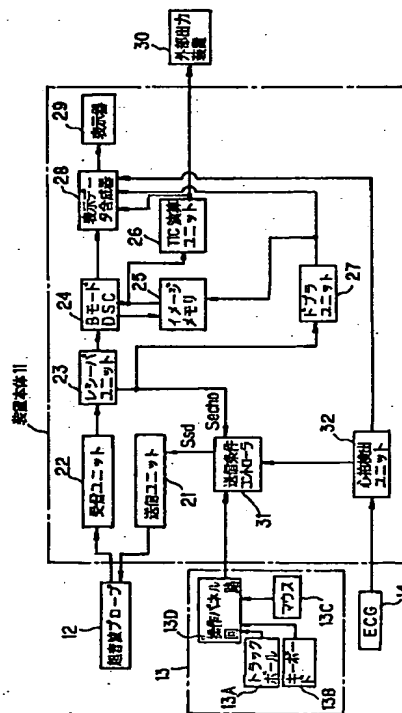 装置本体11
12
超音波プローブ
22
受信ユニット
21
送信ユニット
23
レシーバ
ユニット
24
Bモード
DSC
25
イメージ
メモリ
26
TIC演算
ユニット
27
ドプラ
ユニット
28
表示デー
タ合成器
29
表示器
30
外部出力
装置
Ssd
Secho
31
送信条件
コントローラ
32
心拍検出
ユニット
13
13D
操作パネル
回
路
13A
トラック
ボール
13B
キーボ
ード
マウス
13C
ECG
14